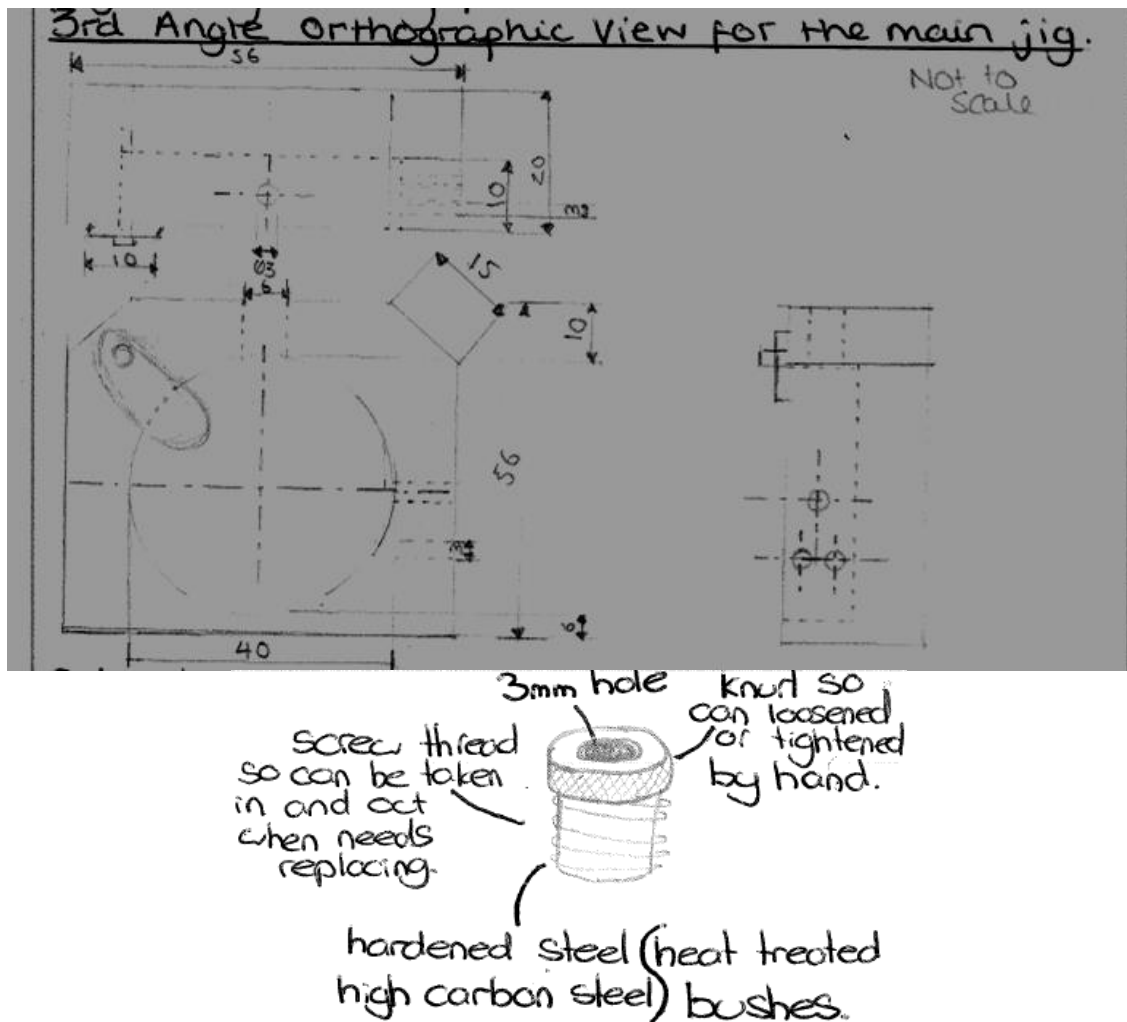 3rd Angle Orthographic View for the main jig.
56
Not to
scale
20
10
10
Ø3
6
15
10
56
6
40
3mm hole
knurl so
can loosened
or tightened
by hand.
screw thread
so can be taken
in and out
when needs
replacing.
hardened steel (heat treated
high carbon steel) bushes.